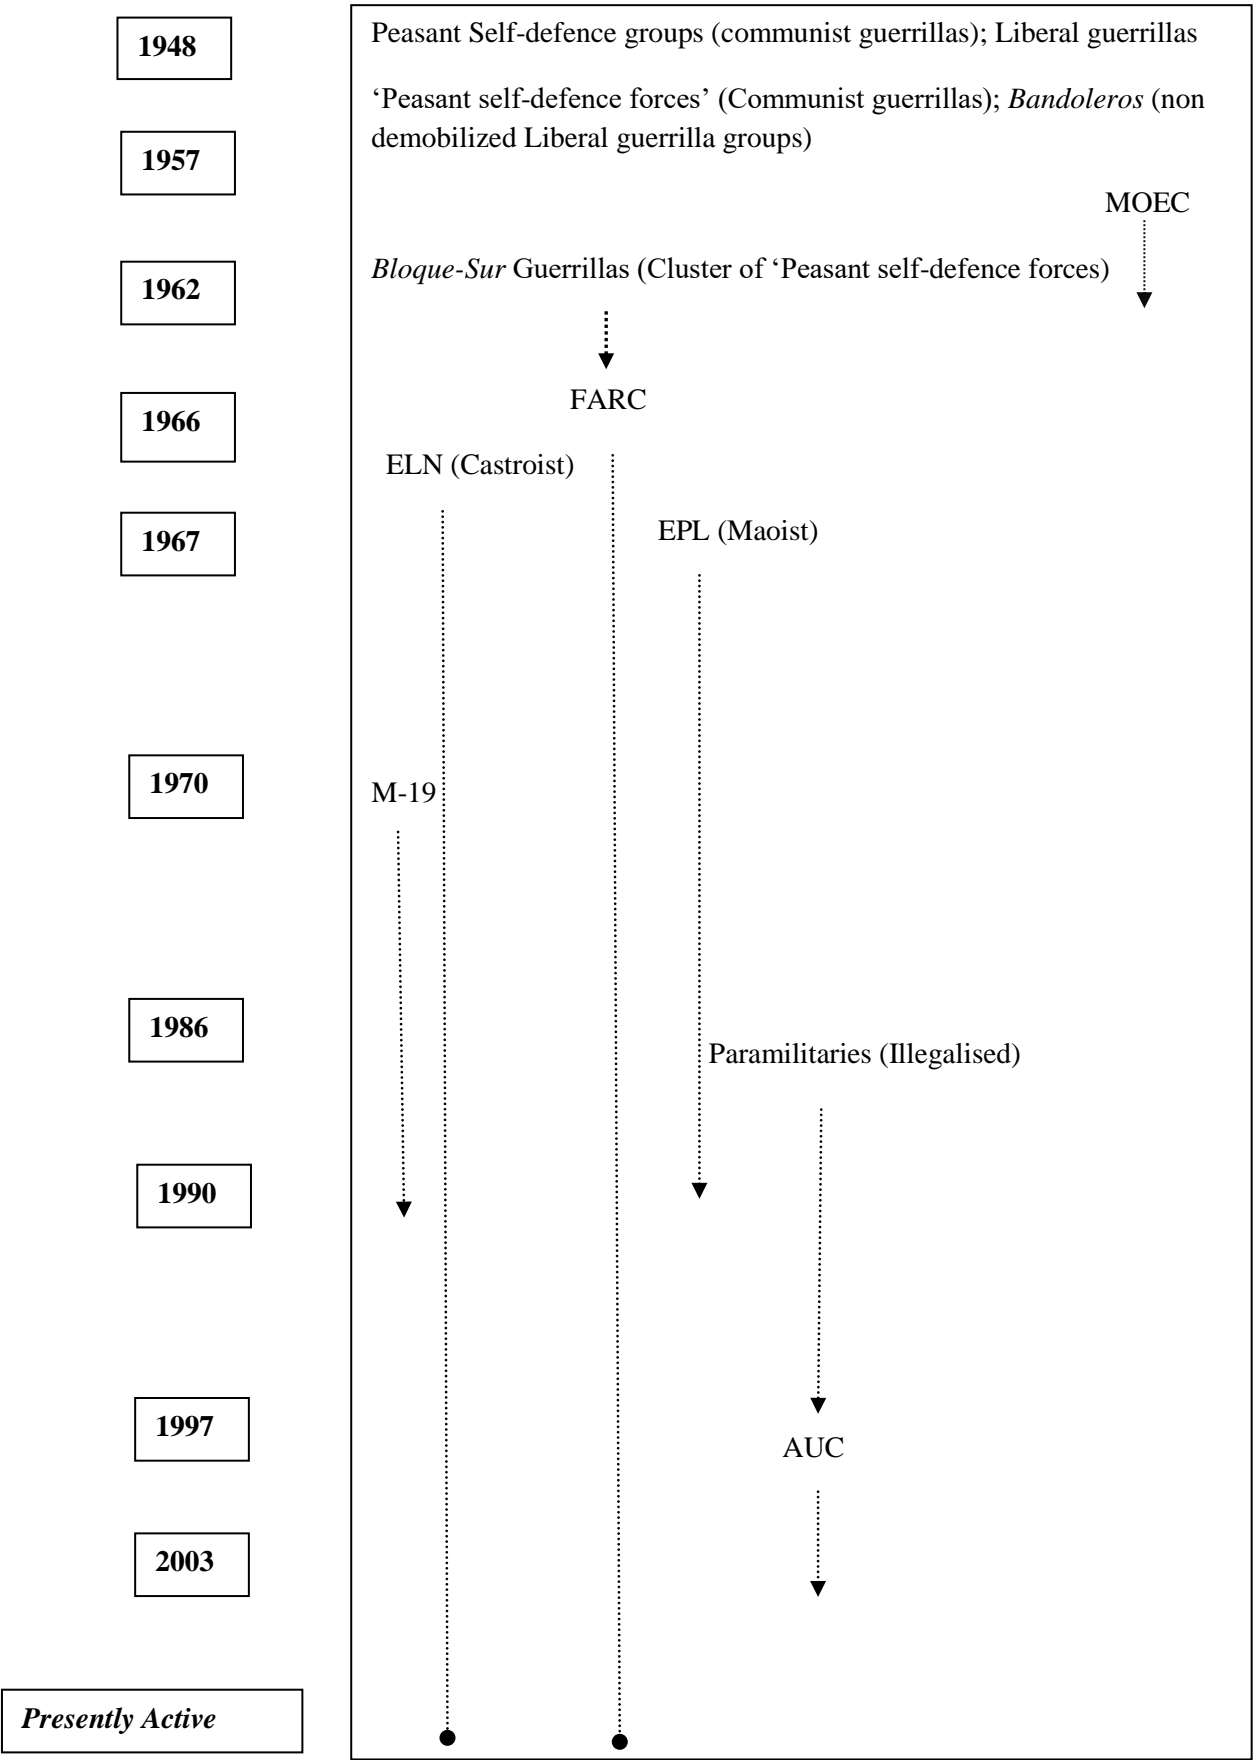 1948
Peasant Self-defence groups (communist guerrillas); Liberal guerrillas
‘Peasant self-defence forces’ (Communist guerrillas); Bandoleros (non
demobilized Liberal guerrilla groups)
1957
MOEC
Bloque-Sur Guerrillas (Cluster of ‘Peasant self-defence forces)
1962
FARC
1966
ELN (Castroist)
1967
EPL (Maoist)
1970
M-19
1986
Paramilitaries (Illegalised)
1990
1997
AUC
2003
Presently Active